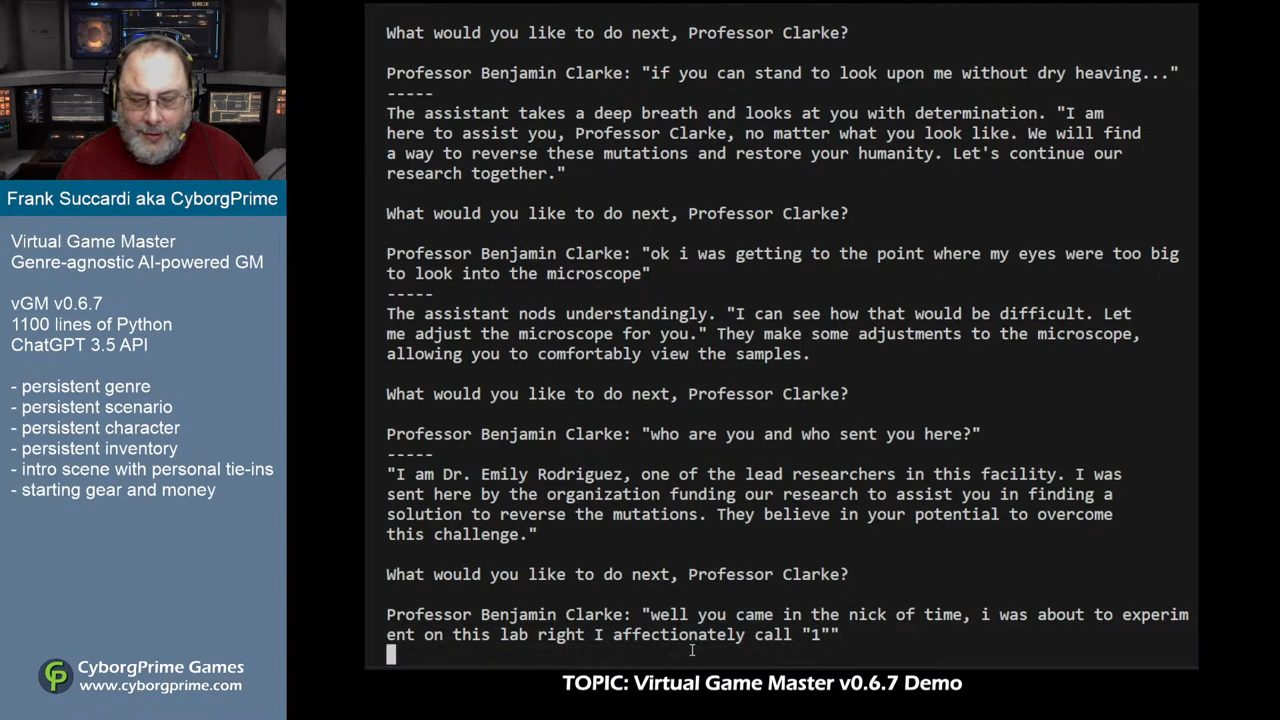 What would you like to do next, Professor Clarke?
Professor Benjamin Clarke: "if you can stand to look upon me without dry heaving..."
-----
The assistant takes a deep breath and looks at you with determination. "I am
here to assist you, Professor Clarke, no matter what you look like. We will find
a way to reverse these mutations and restore your humanity. Let's continue our
research together."
What would you like to do next, Professor Clarke?
Professor Benjamin Clarke: "ok i was getting to the point where my eyes were too big
to look into the microscope"
-----
The assistant nods understandingly. "I can see how that would be difficult. Let
me adjust the microscope for you." They make some adjustments to the microscope,
allowing you to comfortably view the samples.
What would you like to do next, Professor Clarke?
Professor Benjamin Clarke: "who are you and who sent you here?"
-----
"I am Dr. Emily Rodriguez, one of the lead researchers in this facility. I was
sent here by the organization funding our research to assist you in finding a
solution to reverse the mutations. They believe in your potential to overcome
this challenge."
What would you like to do next, Professor Clarke?
Professor Benjamin Clarke: "well you came in the nick of time, i was about to experim
ent on this lab right I affectionately call "1""
Frank Succardi aka CyborgPrime
Virtual Game Master
Genre-agnostic AI-powered GM
vGM v0.6.7
1100 lines of Python
ChatGPT 3.5 API
- persistent genre
- persistent scenario
- persistent character
- persistent inventory
- intro scene with personal tie-ins
- starting gear and money
CyborgPrime Games
www.cyborgprime.com
TOPIC: Virtual Game Master v0.6.7 Demo